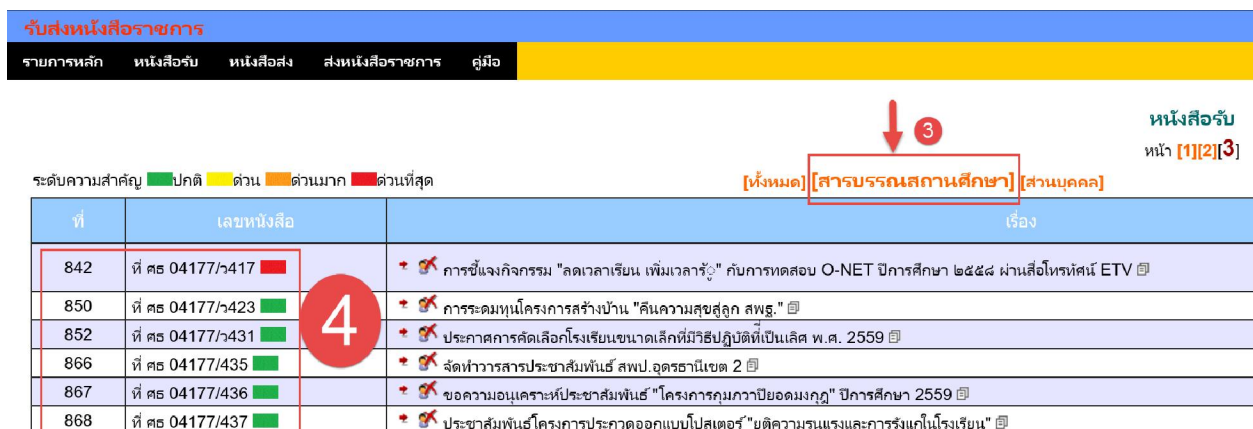 รับส่งหนังสือราชการ
รายการหลัก หนังสือรับ หนังสือส่ง ส่งหนังสือราชการ คู่มือ
3
หนังสือรับ
หน้า [1][2][3]
ระดับความสำคัญ ปกติ ด่วน ด่วนมาก ด่วนที่สุด [ทั้งหมด] [สารบรรณสถานศึกษา] [ส่วนบุคคล]
ที่ เลขหนังสือ เรื่อง
842 ที่ ศธ 04177/ว417 การชี้แจงกิจกรรม "ลดเวลาเรียน เพิ่มเวลารู้" กับการทดสอบ O-NET ปีการศึกษา ๒๕๕๘ ผ่านสื่อโทรทัศน์ ETV
850 ที่ ศธ 04177/ว423 การระดมทุนโครงการสร้างบ้าน "คืนความสุขสู่ลูก สพฐ."
4
852 ที่ ศธ 04177/ว431 ประกาศการคัดเลือกโรงเรียนขนาดเล็กที่มีวิธีปฏิบัติที่เป็นเลิศ พ.ศ. 2559
866 ที่ ศธ 04177/435 จัดทำวารสารประชาสัมพันธ์ สพป.อุดรธานีเขต 2
867 ที่ ศธ 04177/436 ขอความอนุเคราะห์ประชาสัมพันธ์ "โครงการกุมภวาปียอดมงกุฎ" ปีการศึกษา 2559
868 ที่ ศธ 04177/437 ประชาสัมพันธ์โครงการประกวดออกแบบโปสเตอร์ "ยุติความรุนแรงและการรังแกในโรงเรียน"